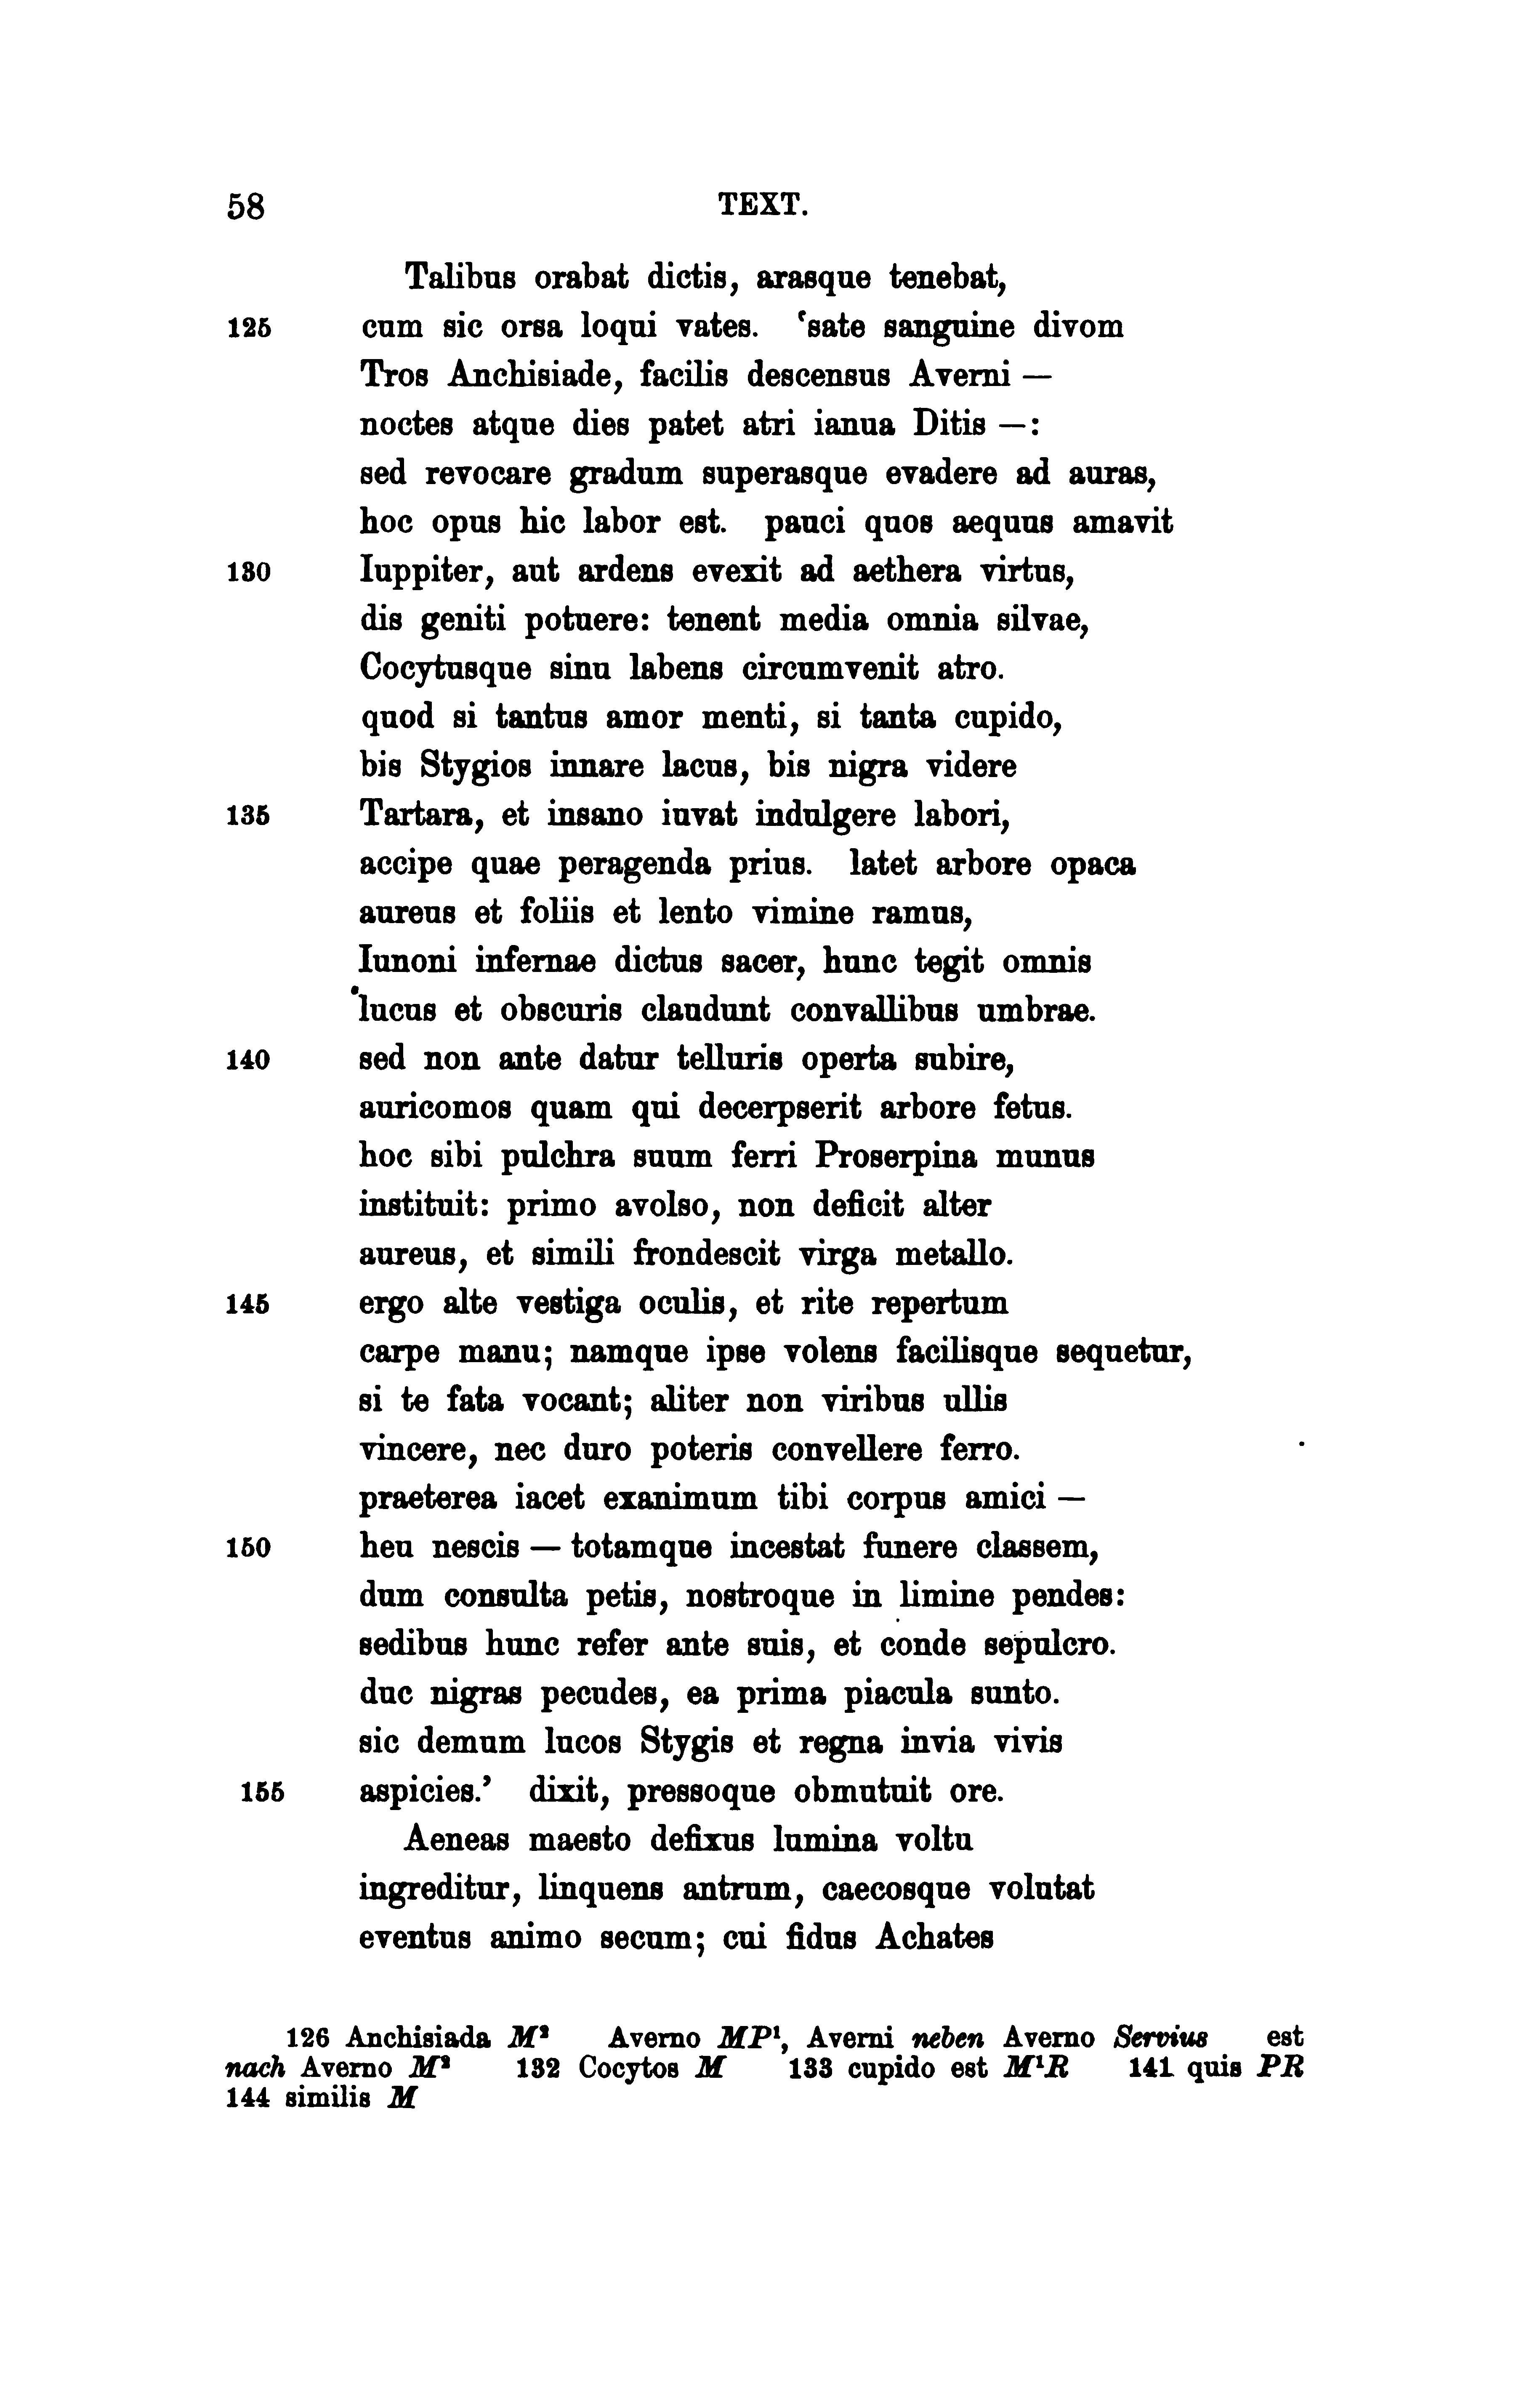 58 TEXT.
Talibus orabat dictis, arasque tenebat,
125 cum sic orsa loqui vates. ‘sate sanguine divom
Tros Anchisiade, facilis descensus Averni —
noctes atque dies patet atri ianua Ditis —:
sed revocare gradum superasque evadere ad auras,
hoc opus hic labor est. pauci quos aequus amavit
130 Iuppiter, aut ardens evexit ad aethera virtus,
dis geniti potuere: tenent media omnia silvae,
Cocytusque sinu labens circumvenit atro.
quod si tantus amor menti, si tanta cupido,
bis Stygios innare lacus, bis nigra videre
135 Tartara, et insano iuvat indulgere labori,
accipe quae peragenda prius. latet arbore opaca
aureus et foliis et lento vimine ramus,
Iunoni infernae dictus sacer, hunc tegit omnis
lucus et obscuris claudunt convallibus umbrae.
140 sed non ante datur telluris operta subire,
auricomos quam qui decerpserit arbore fetus.
hoc sibi pulchra suum ferri Proserpina munus
instituit: primo avolso, non deficit alter
aureus, et simili frondescit virga metallo.
145 ergo alte vestiga oculis, et rite repertum
carpe manu; namque ipse volens facilisque sequetur,
si te fata vocant; aliter non viribus ullis
vincere, nec duro poteris convellere ferro.
praeterea iacet exanimum tibi corpus amici —
150 heu nescis — totamque incestat funere classem,
dum consulta petis, nostroque in limine pendes:
sedibus hunc refer ante suis, et conde sepulcro.
duc nigras pecudes, ea prima piacula sunto.
sic demum lucos Stygis et regna invia vivis
155 aspicies.’ dixit, pressoque obmutuit ore.
Aeneas maesto defixus lumina voltu
ingreditur, linquens antrum, caecosque volutat
eventus animo secum; cui fidus Achates
126 Anchisiada M² Averno MP¹, Averni neben Averno Servius est
nach Averno M² 132 Cocytos M 133 cupido est M¹R 141 quis PR
144 similis M